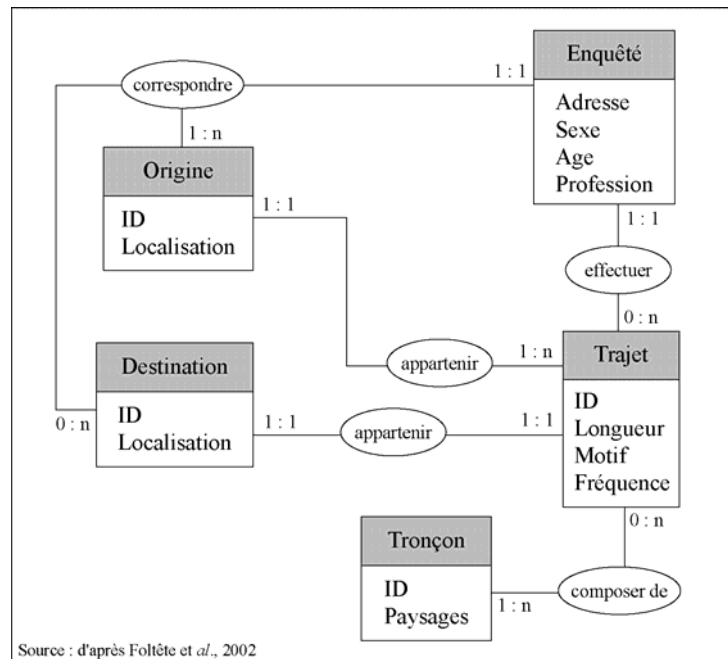 Enquêté
Adresse
Sexe
Age
Profession
1 : 1
correspondre
1 : n
Origine
ID
Localisation
1 : 1
1 : 1
effectuer
0 : n
Destination
ID
Localisation
0 : n
appartenir
1 : n
Trajet
ID
Longueur
Motif
Fréquence
1 : 1
appartenir
1 : 1
0 : n
Tronçon
ID
Paysages
1 : n
composer de
Source : d'après Foltête et al., 2002